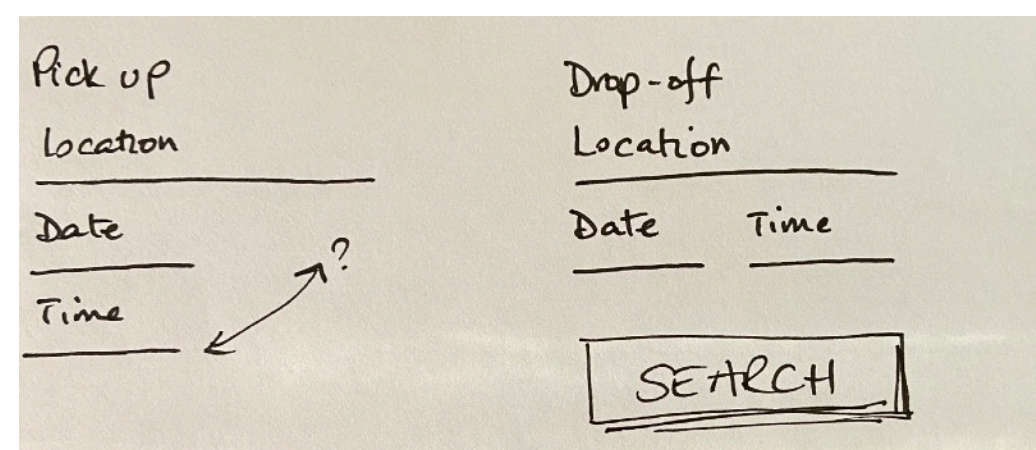 Pick up
Location
Date
?
Time
Drop-off
Location
Date Time
SEARCH